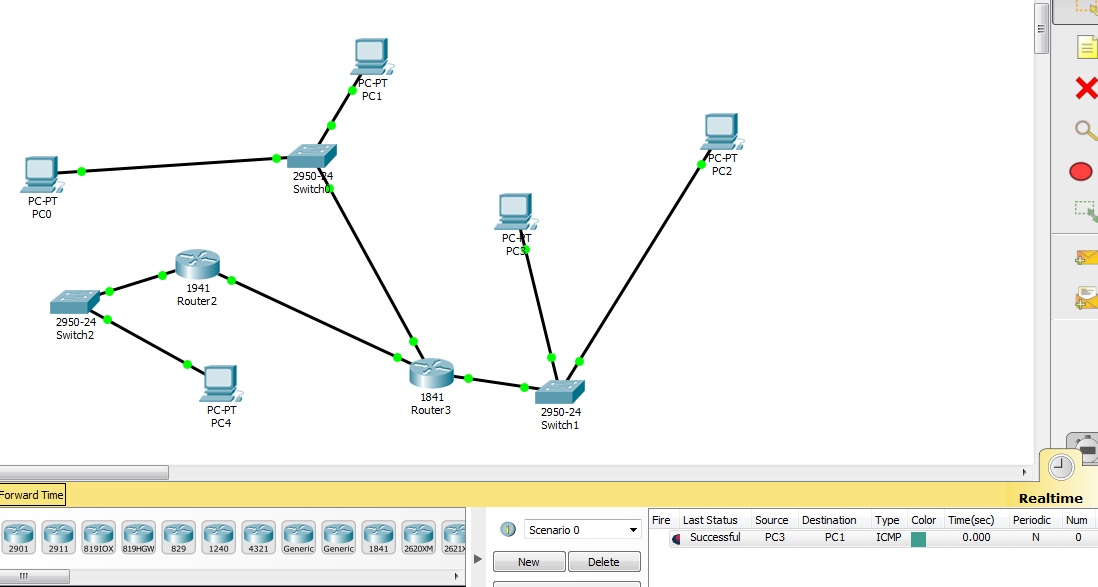 PC-PT
PC1
PC-PT
PC2
2950-24
Switch0
PC-PT
PC0
PC-PT
PC3
1941
Router2
2950-24
Switch2
1841
Router3
PC-PT
PC4
2950-24
Switch1
Forward Time
Realtime
2901
2911
819IOX
819HGW
829
1240
4321
Generic
Generic
1841
2620XM
2621X
Scenario 0
New
Delete
Fire Last Status Source Destination Type Color Time(sec) Periodic Num
Successful PC3 PC1 ICMP 0.000 N 0